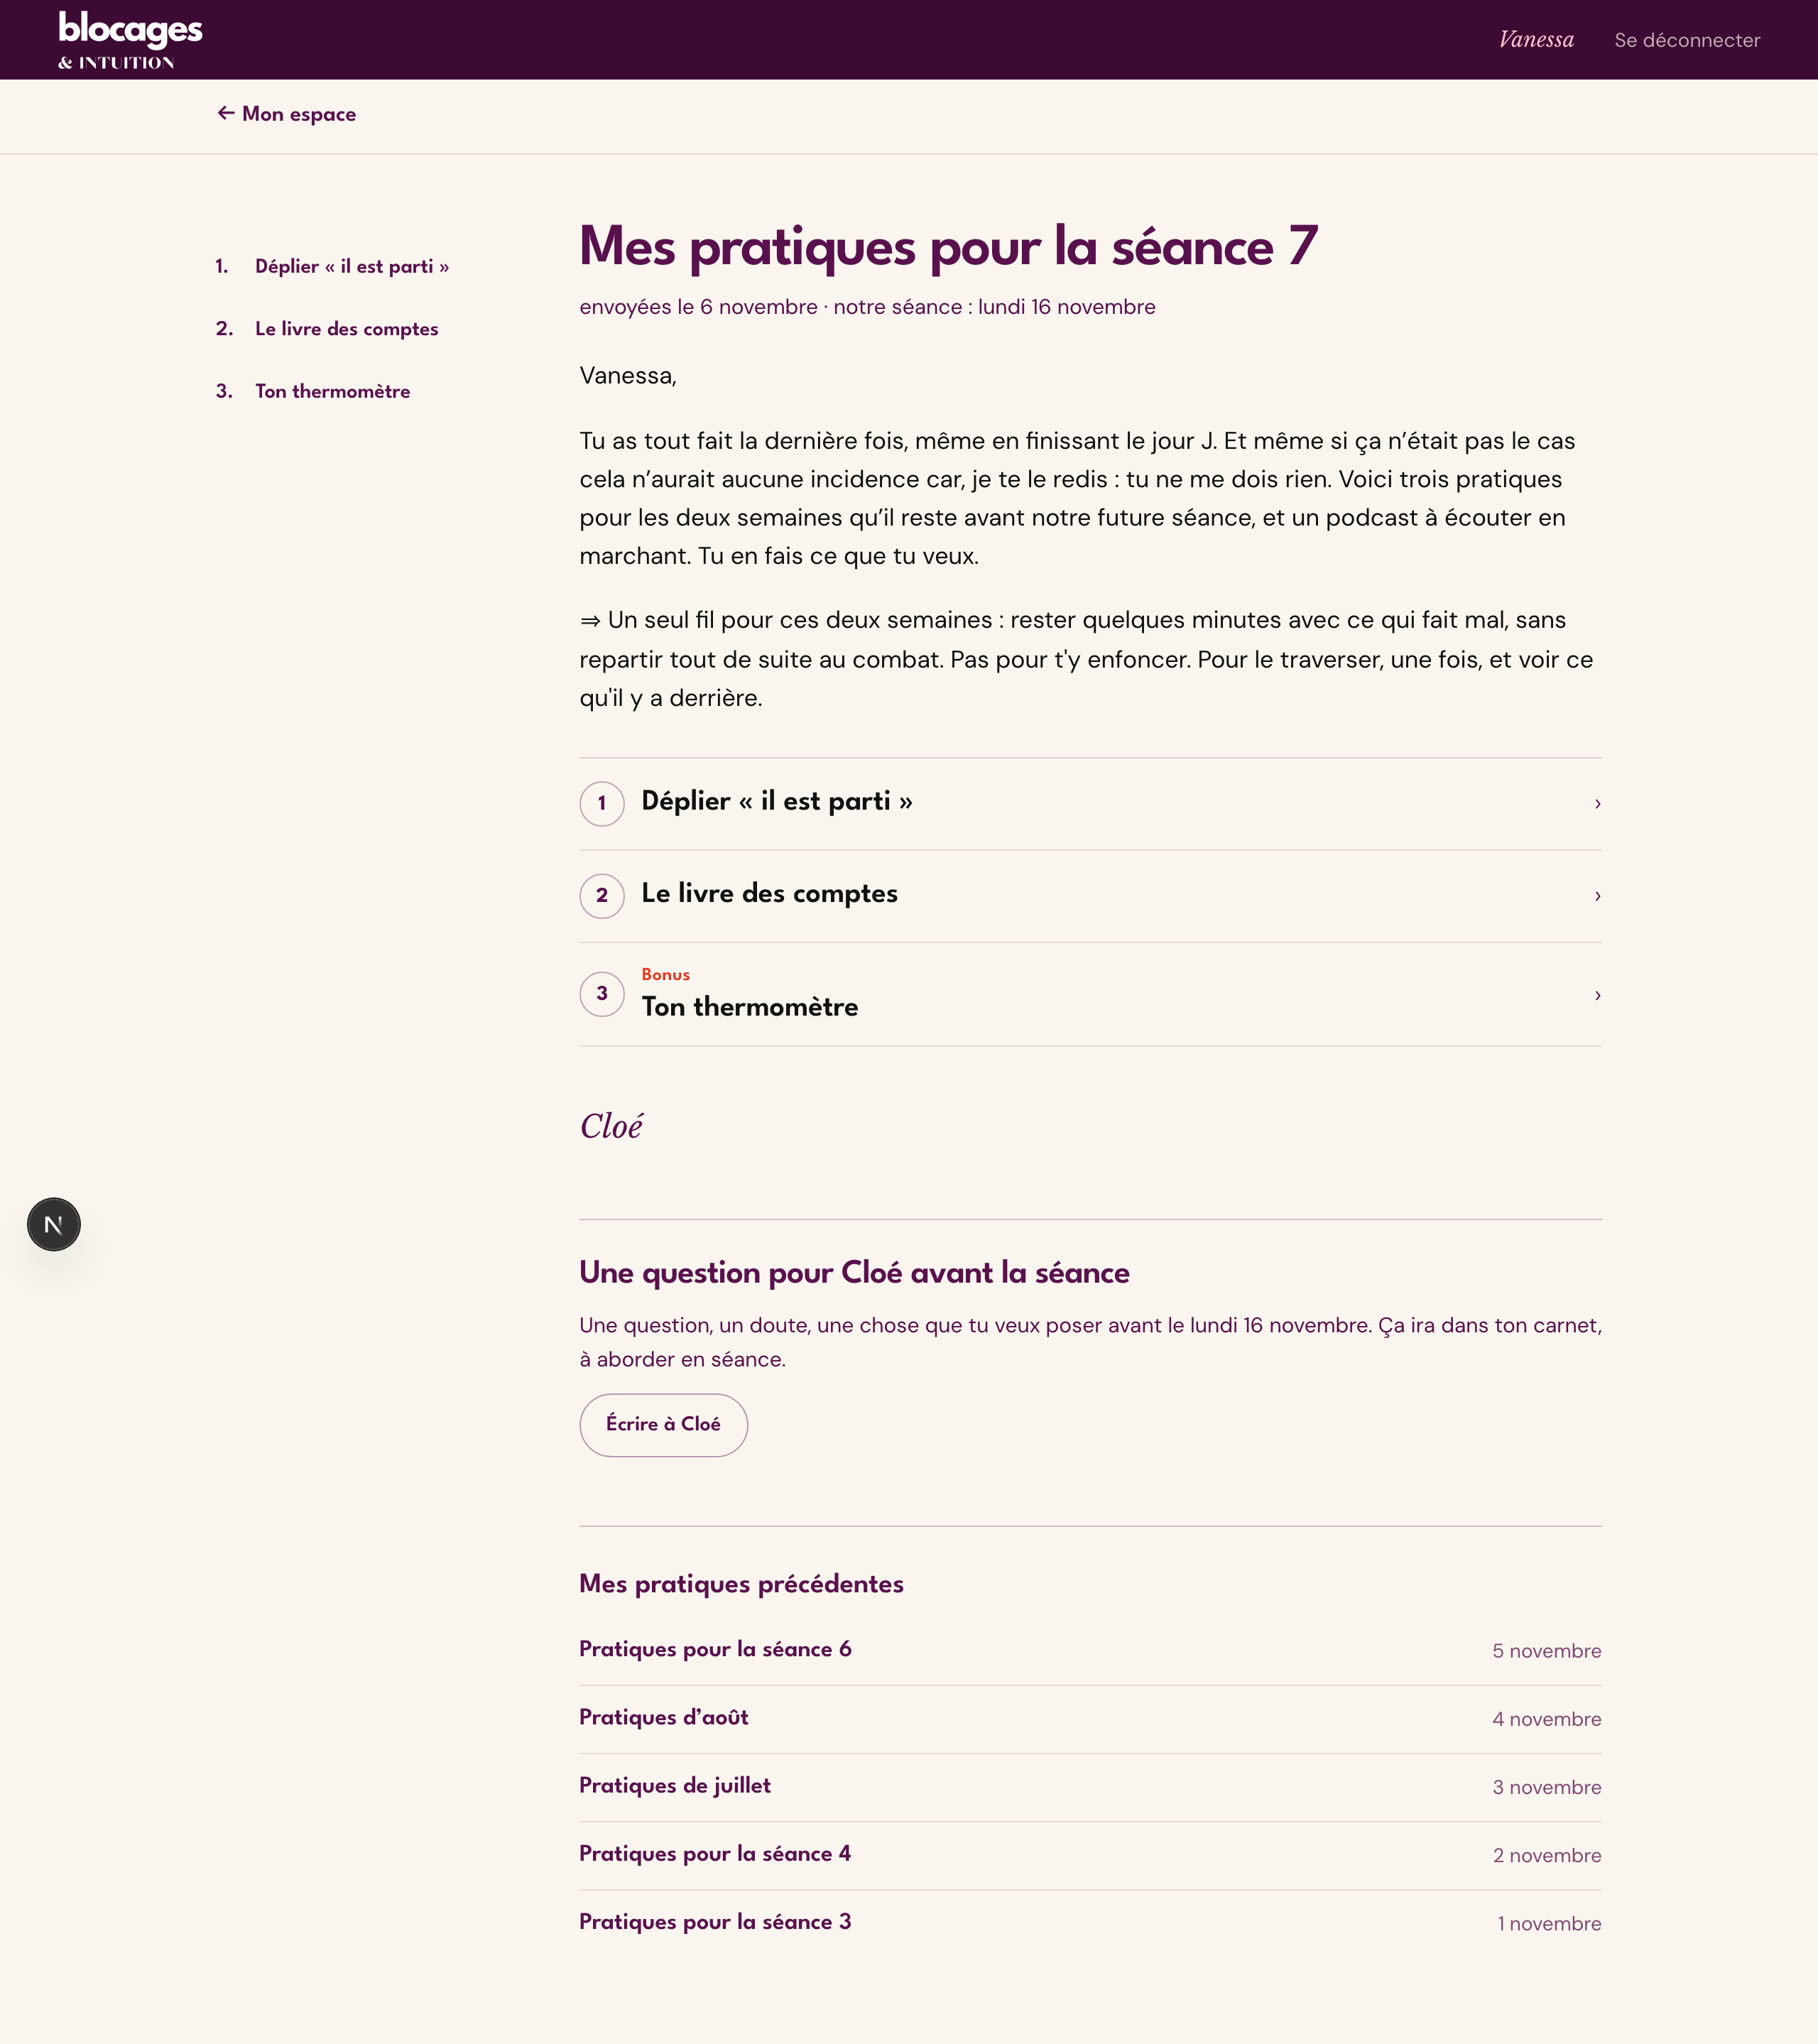 blocages
& INTUITION
Vanessa
Se déconnecter
← Mon espace
1. Déplier « il est parti »
2. Le livre des comptes
3. Ton thermomètre
Mes pratiques pour la séance 7
envoyées le 6 novembre · notre séance : lundi 16 novembre
Vanessa,
Tu as tout fait la dernière fois, même en finissant le jour J. Et même si ça n’était pas le cas
cela n’aurait aucune incidence car, je te le redis : tu ne me dois rien. Voici trois pratiques
pour les deux semaines qu’il reste avant notre future séance, et un podcast à écouter en
marchant. Tu en fais ce que tu veux.
⇒ Un seul fil pour ces deux semaines : rester quelques minutes avec ce qui fait mal, sans
repartir tout de suite au combat. Pas pour t'y enfoncer. Pour le traverser, une fois, et voir ce
qu'il y a derrière.
1 Déplier « il est parti » ›
2 Le livre des comptes ›
Bonus
3 Ton thermomètre ›
Cloé
N
Une question pour Cloé avant la séance
Une question, un doute, une chose que tu veux poser avant le lundi 16 novembre. Ça ira dans ton carnet,
à aborder en séance.
Écrire à Cloé
Mes pratiques précédentes
Pratiques pour la séance 6 5 novembre
Pratiques d’août 4 novembre
Pratiques de juillet 3 novembre
Pratiques pour la séance 4 2 novembre
Pratiques pour la séance 3 1 novembre